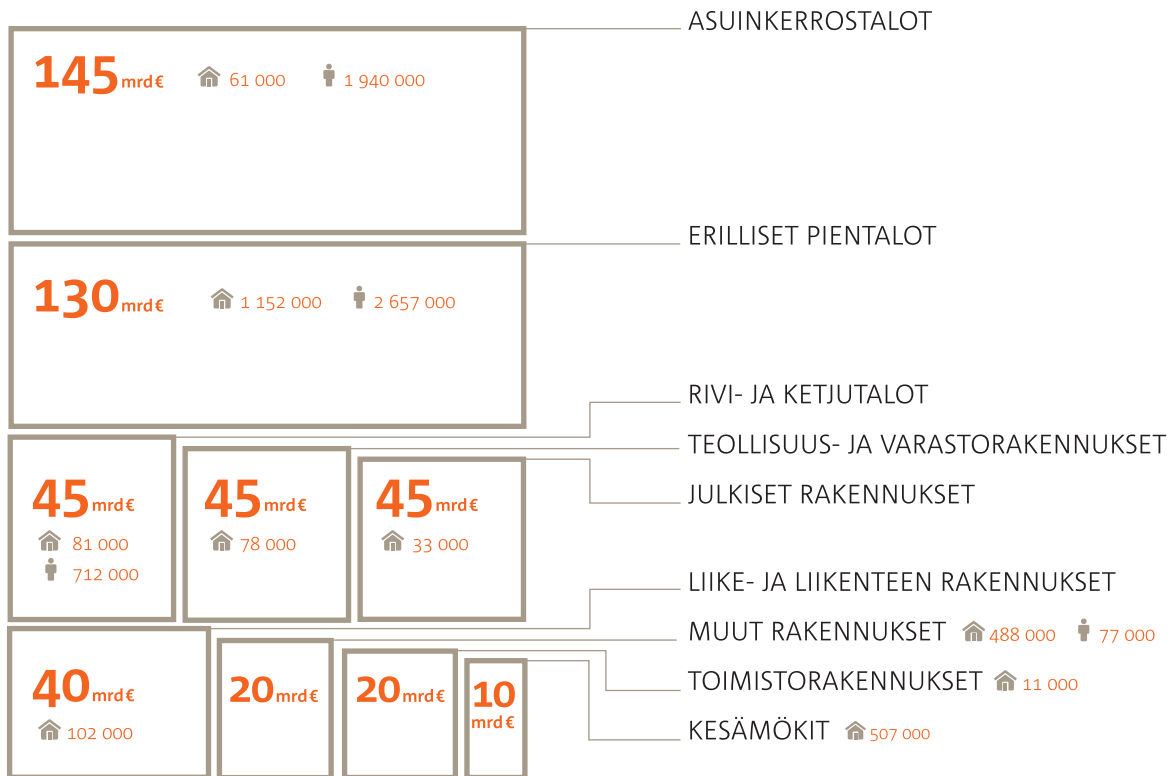 ASUINKERROSTALOT
145 mrd € 61 000 1 940 000
ERILLISET PIENTALOT
130 mrd € 1 152 000 2 657 000
RIVI- JA KETJUTALOT
TEOLLISUUS- JA VARASTORAKENNUKSET
JULKISET RAKENNUKSET
45 mrd € 45 mrd € 45 mrd €
81 000 78 000 33 000
712 000
LIIKE- JA LIIKENTEEN RAKENNUKSET
MUUT RAKENNUKSET 488 000 77 000
TOIMISTORAKENNUKSET 11 000
KESÄMÖKIT 507 000
40 mrd € 20 mrd € 20 mrd € 10
mrd €
102 000